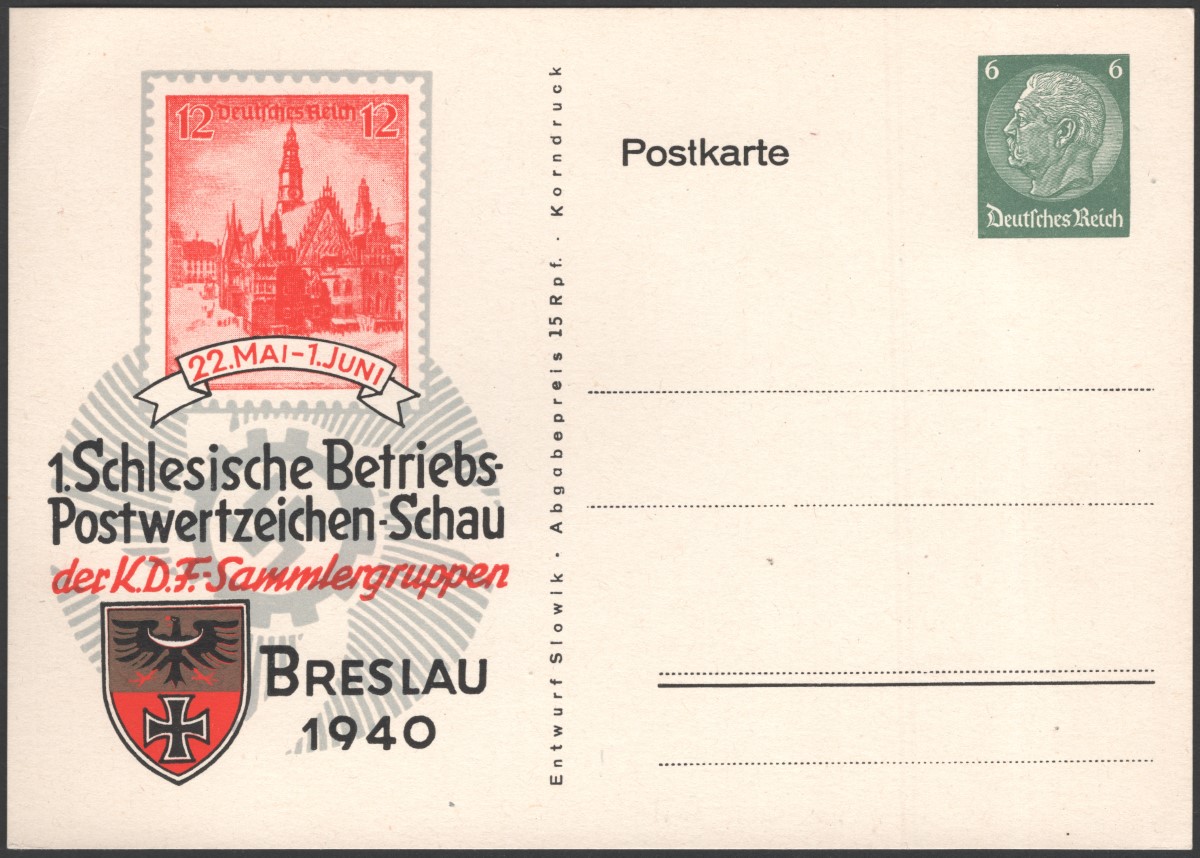 12 Deutsches Reich 12
22. MAI - 1. JUNI
1. Schlesische Betriebs-
Postwertzeichen-Schau
der K.D.F.-Sammlergruppen
BRESLAU
1940
Entwurf Slowik · Abgabepreis 15 Rpf. · Korndruck
Postkarte
6 6
Deutsches Reich